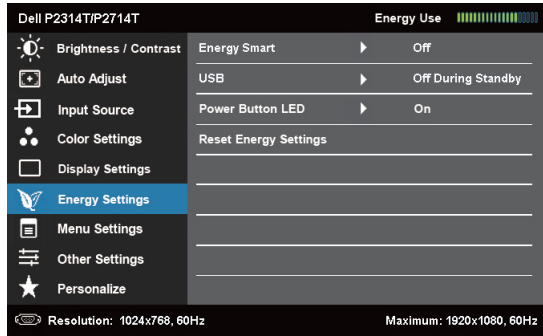 Dell P2314T/P2714T Energy Use
Brightness / Contrast Energy Smart Off
Auto Adjust USB Off During Standby
Input Source Power Button LED On
Color Settings Reset Energy Settings
Display Settings
Energy Settings
Menu Settings
Other Settings
Personalize
Resolution: 1024x768, 60Hz Maximum: 1920x1080, 60Hz